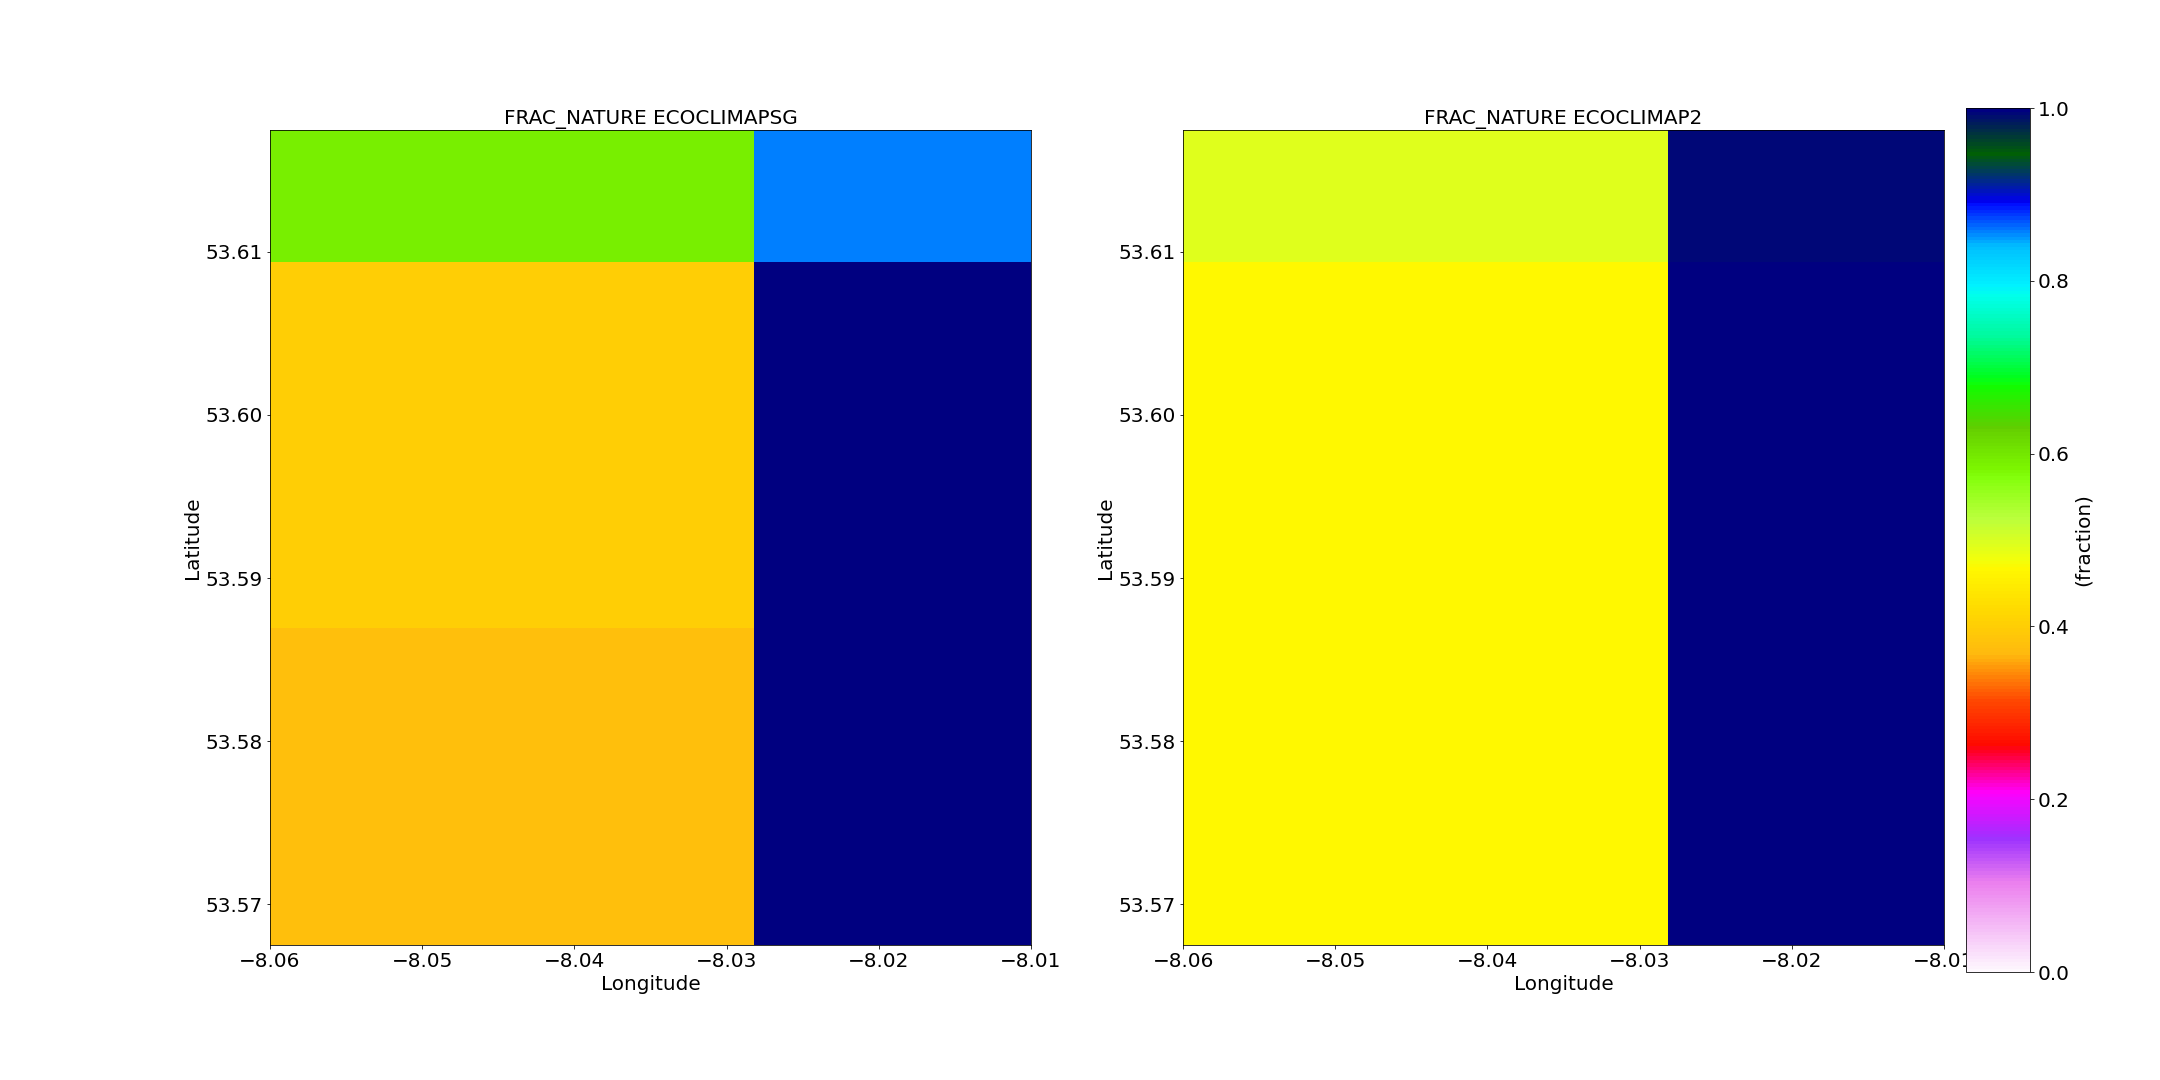 FRAC_NATURE ECOCLIMAPSG
53.61
53.60
53.59
53.58
53.57
Latitude
−8.06 −8.05 −8.04 −8.03 −8.02 −8.01
Longitude
FRAC_NATURE ECOCLIMAP2
53.61
53.60
53.59
53.58
53.57
Latitude
−8.06 −8.05 −8.04 −8.03 −8.02 −8.01
Longitude
1.0
0.8
0.6
0.4
0.2
0.0
(fraction)